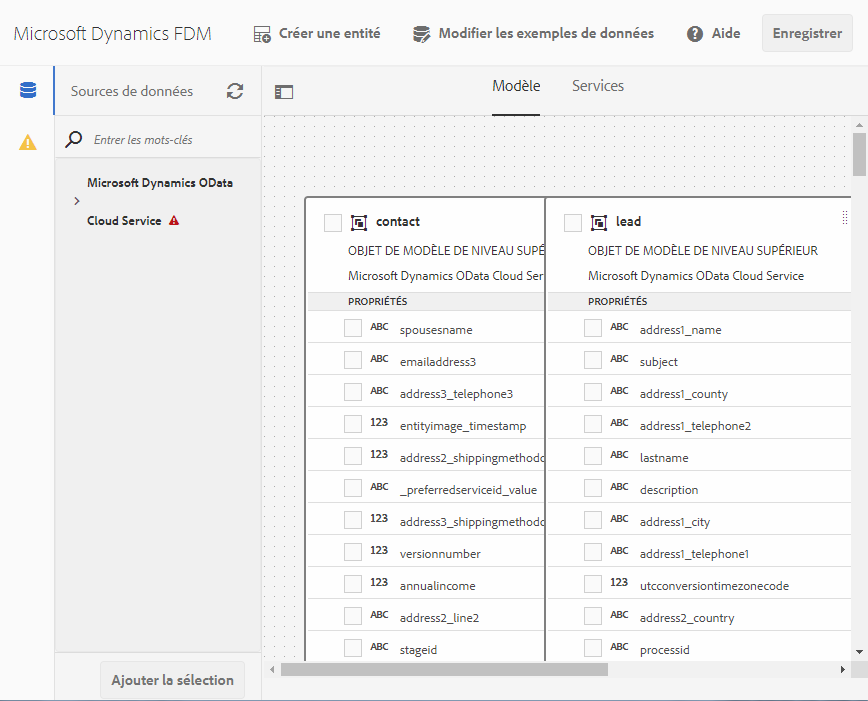 Microsoft Dynamics FDM
Créer une entité
Modifier les exemples de données
Aide
Enregistrer
Sources de données
Modèle
Services
Entrer les mots-clés
Microsoft Dynamics OData
Cloud Service
contact
OBJET DE MODÈLE DE NIVEAU SUPÉ
Microsoft Dynamics OData Cloud Ser
PROPRIÉTÉS
ABC spousesname
ABC emailaddress3
ABC address3_telephone3
123 entityimage_timestamp
123 address2_shippingmethodc
ABC _preferredserviceid_value
123 address3_shippingmethodc
123 versionnumber
123 annualincome
ABC address2_line2
ABC stageid
lead
OBJET DE MODÈLE DE NIVEAU SUPÉRIEUR
Microsoft Dynamics OData Cloud Service
PROPRIÉTÉS
ABC address1_name
ABC subject
ABC address1_county
ABC address1_telephone2
ABC lastname
ABC description
ABC address1_city
ABC address1_telephone1
123 utcconversiontimezonecode
ABC address2_country
ABC processid
Ajouter la sélection